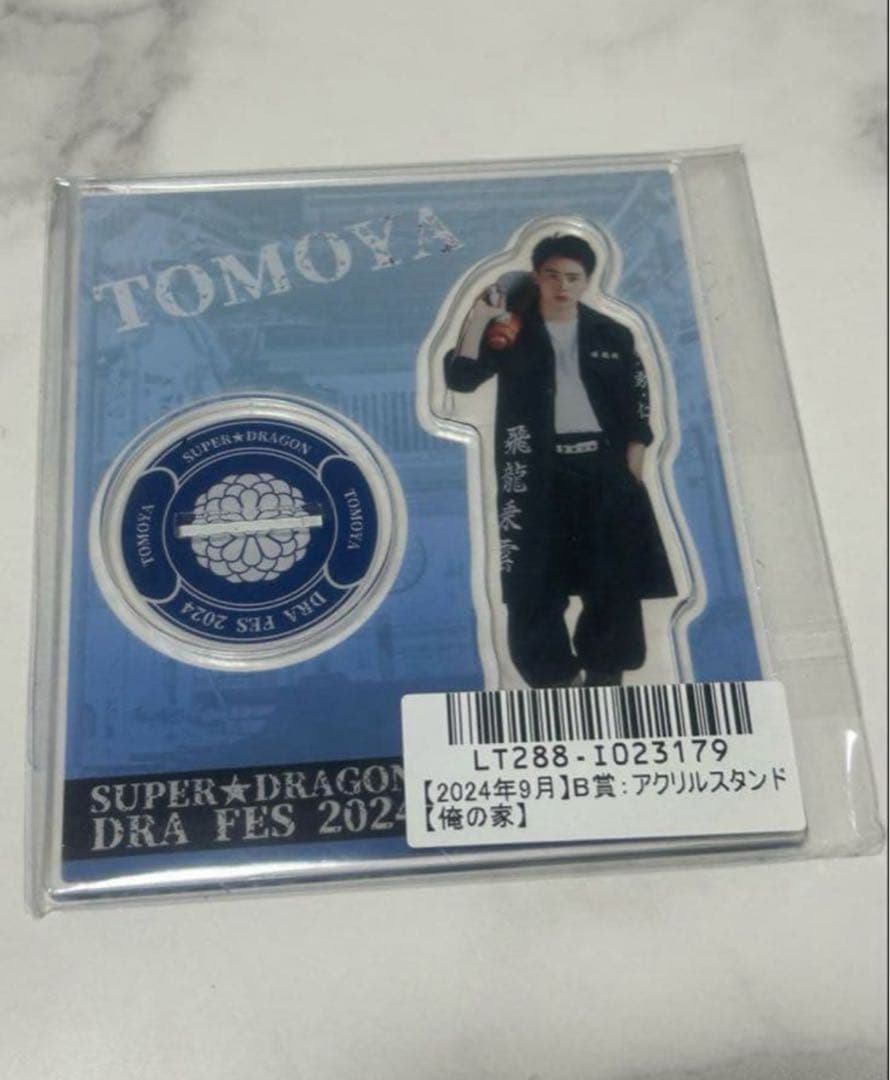 TOMOYA
SUPER★DRAGON
TOMOYA
TOMOYA
DRA FES 2024
飛龍乗雲
SUPER★DRAGON
DRA FES 2024
LT288-I023179
【2024年9月】B賞:アクリルスタンド
【俺の家】